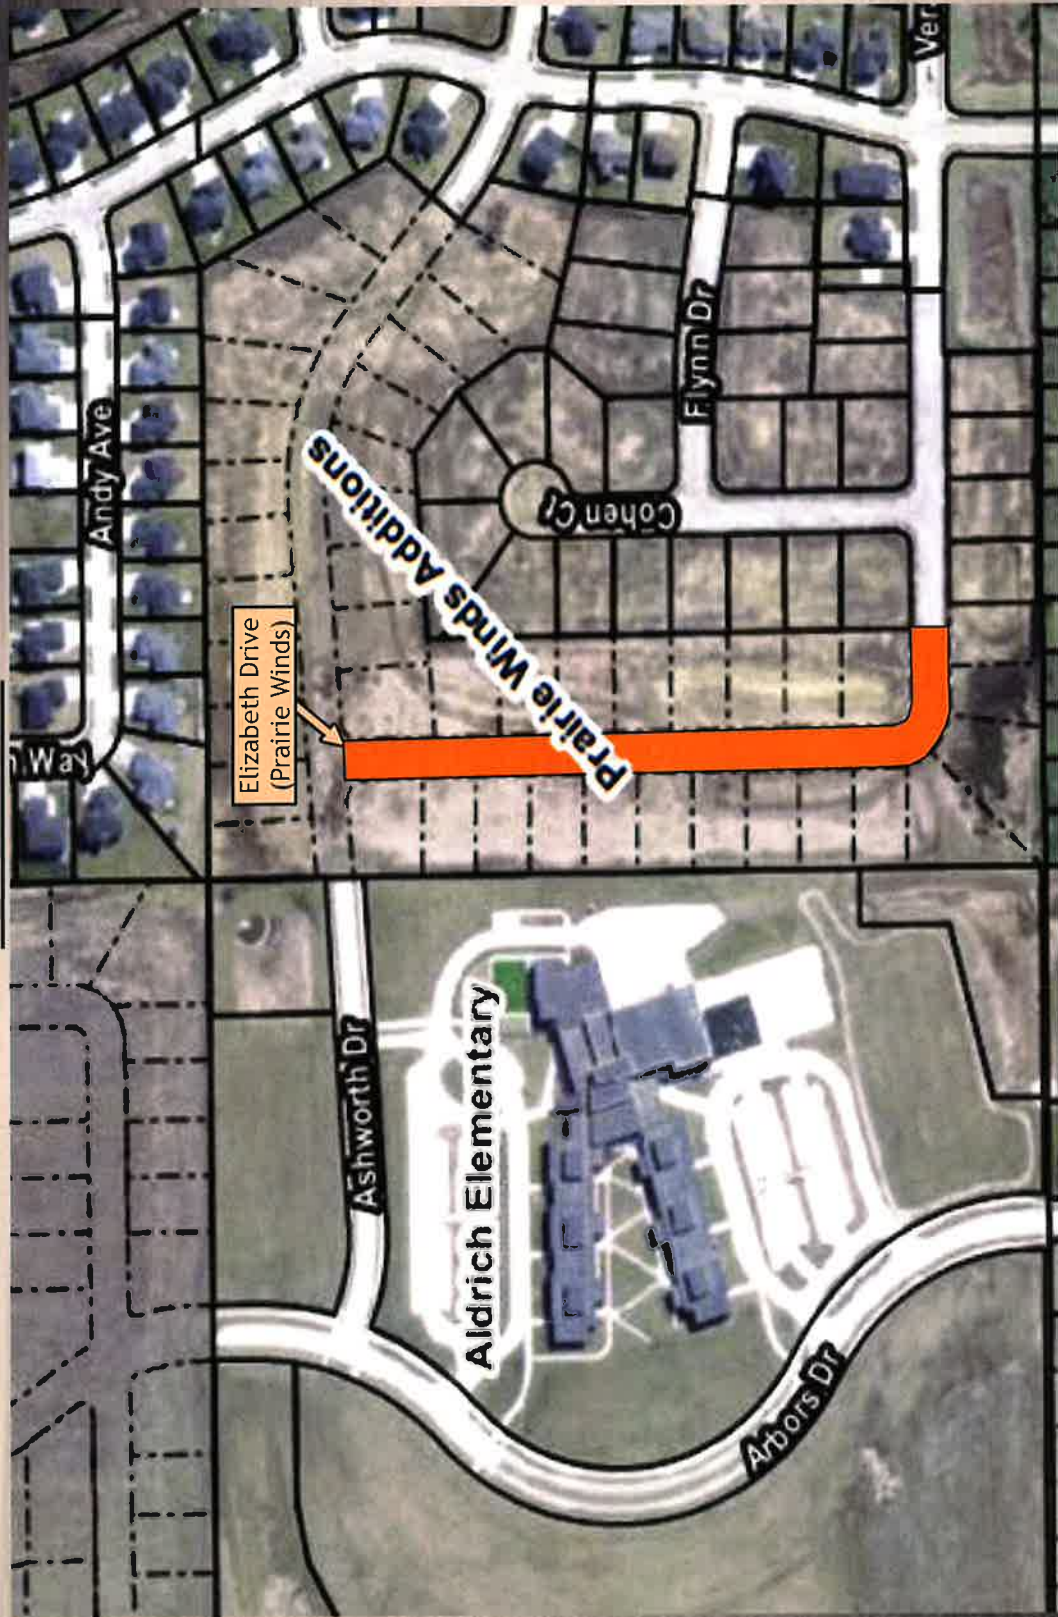 Ver
Andy Ave
Flynn Dr
Cohen Ct
Prairie Winds Additions
Elizabeth Drive
(Prairie Winds)
Way
Ashworth Dr
Aldrich Elementary
Arbors Dr